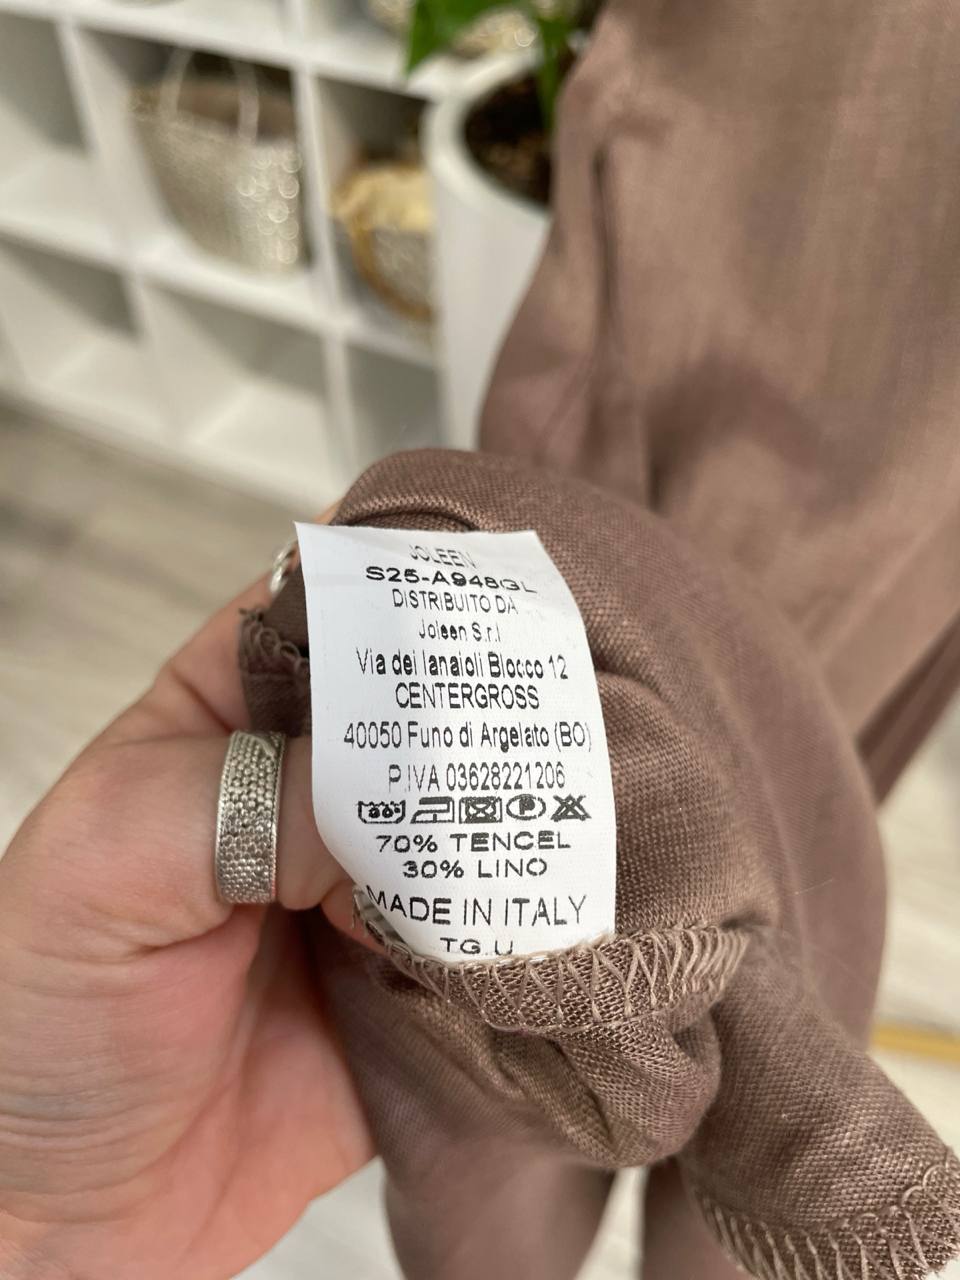 JOLEEN
S25-A948GL
DISTRIBUITO DA
Joleen S.r.l
Via dei lanaioli Blocco 12
CENTERGROSS
40050 Funo di Argelato (BO)
P.IVA 03628221206
70% TENCEL
30% LINO
MADE IN ITALY
TG.U